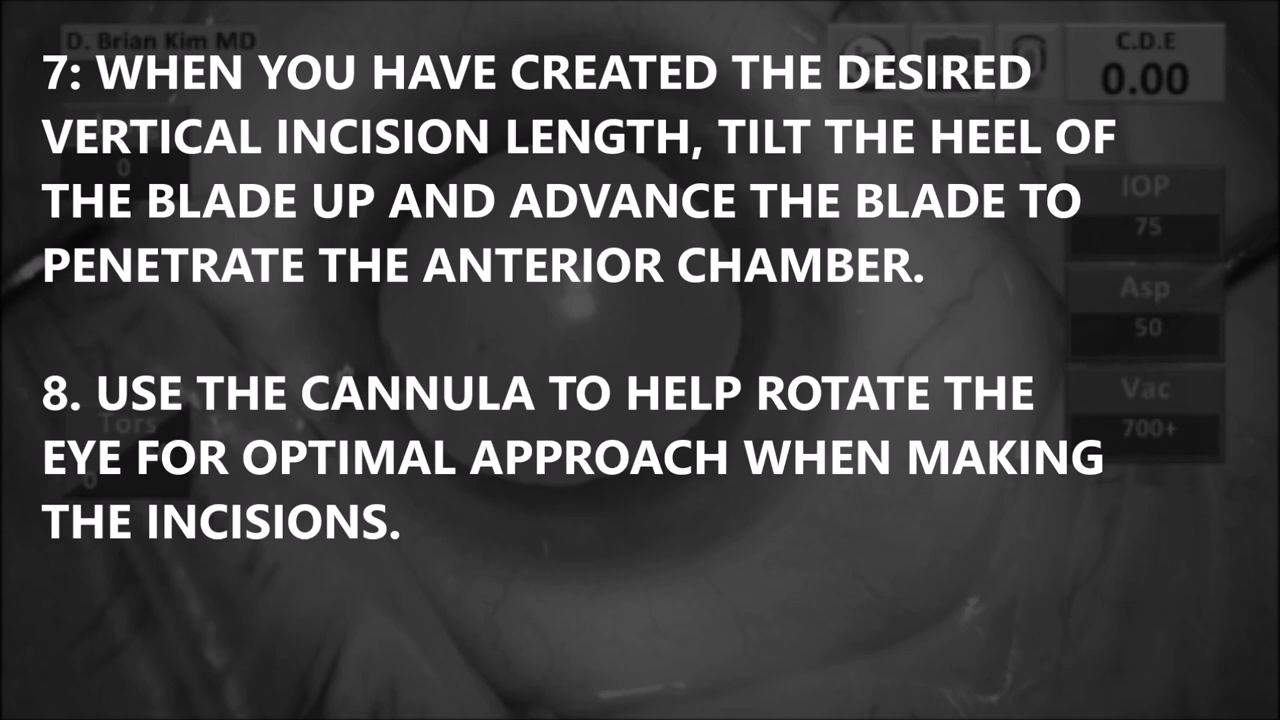 D. Brian Kim MD
C.D.E
0.00
7: WHEN YOU HAVE CREATED THE DESIRED
VERTICAL INCISION LENGTH, TILT THE HEEL OF
THE BLADE UP AND ADVANCE THE BLADE TO
PENETRATE THE ANTERIOR CHAMBER.
8. USE THE CANNULA TO HELP ROTATE THE
EYE FOR OPTIMAL APPROACH WHEN MAKING
THE INCISIONS.
0
IOP
75
Asp
50
Vac
700+
Tors
0